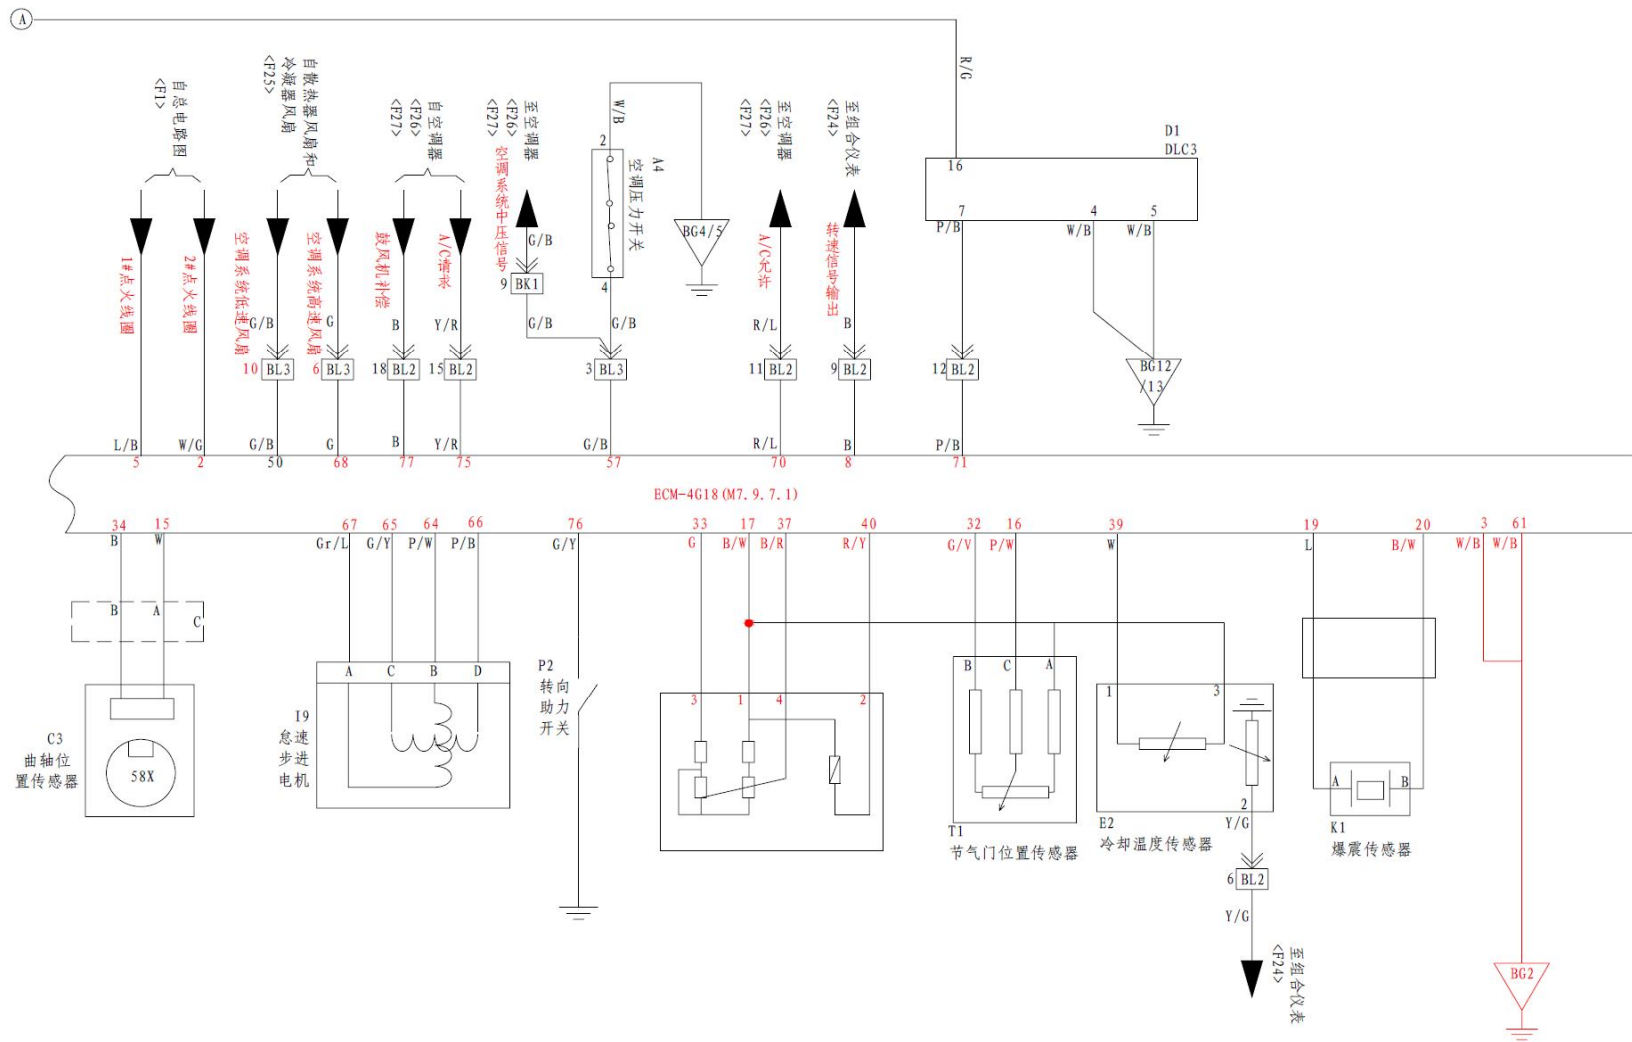 A
R/G
自总电路图
<F1>
自散热器风扇和
冷凝器风扇
<F25>
自空调器
<F26>
<F27>
至空调器
<F26>
<F27>
空调系统中压信号
W/B
2
A4
空调压力开关
4
BG4/5
至空调器
<F26>
<F27>
至组合仪表
<F24>
D1
DLC3
16
7
4
5
P/B
W/B
W/B
1#点火线圈
2#点火线圈
空调系统低速风扇
空调系统高速风扇
鼓风机补偿
A/C请求
A/C允许
转速信号输出
G/B
9 BK1
G/B
G
B
Y/R
G/B
G/B
R/L
B
10 BL3
6 BL3
18 BL2
15 BL2
3 BL3
11 BL2
9 BL2
12 BL2
BG12
/13
L/B
W/G
G/B
G
B
Y/R
G/B
R/L
B
P/B
5
2
50
68
77
75
57
70
8
71
ECM-4G18(M7.9.7.1)
34
15
67
65
64
66
76
33
17
37
40
32
16
39
19
20
3
61
B
W
Gr/L
G/Y
P/W
P/B
G/Y
G
B/W
B/R
R/Y
G/V
P/W
W
L
B/W
W/B
W/B
B
A
C
C3
曲轴位
置传感器
58X
A
C
B
D
I9
怠速
步进
电机
P2
转向
助力
开关
3
1
4
2
B
C
A
T1
节气门位置传感器
1
3
2
E2
冷却温度传感器
Y/G
6 BL2
Y/G
至组合仪表
<F24>
A
B
K1
爆震传感器
BG2